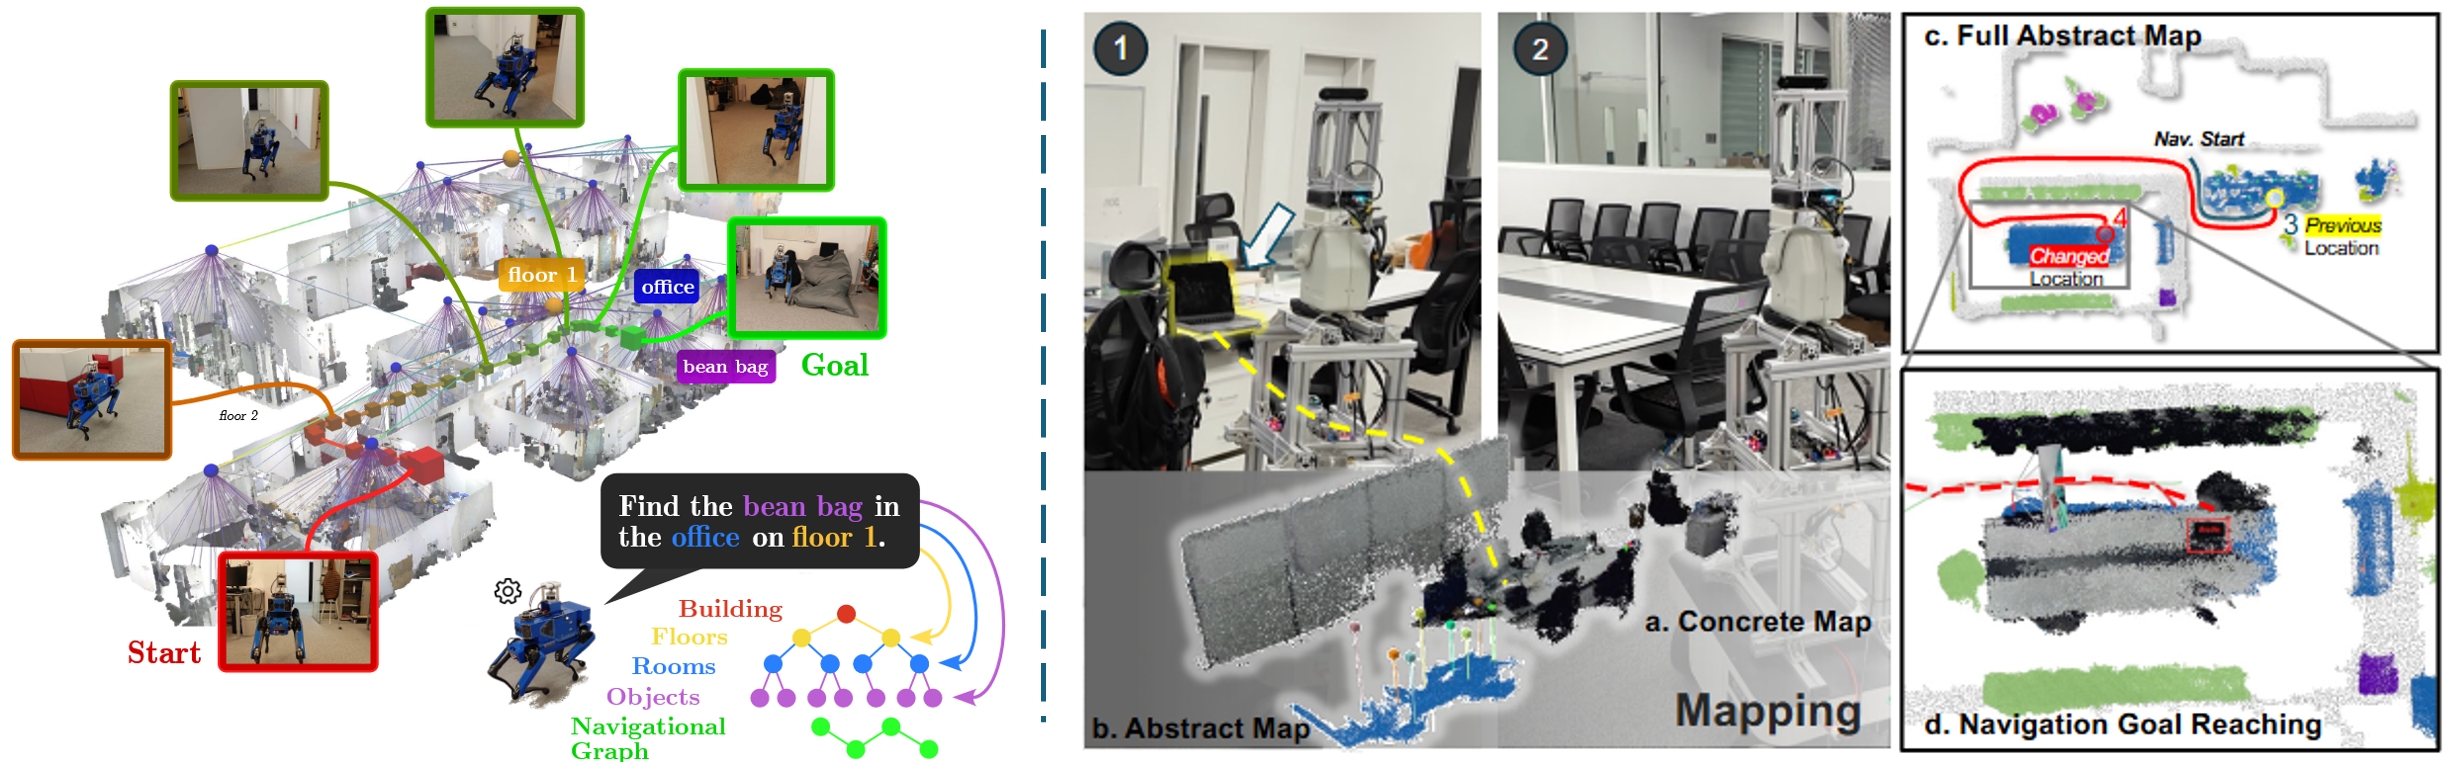 floor 1
office
bean bag
Goal
floor 2
Start
Find the bean bag in
the office on floor 1.
Building
Floors
Rooms
Objects
Navigational
Graph
1
2
a. Concrete Map
b. Abstract Map
Mapping
c. Full Abstract Map
Nav. Start
4
3 Previous
Location
Changed
Location
d. Navigation Goal Reaching